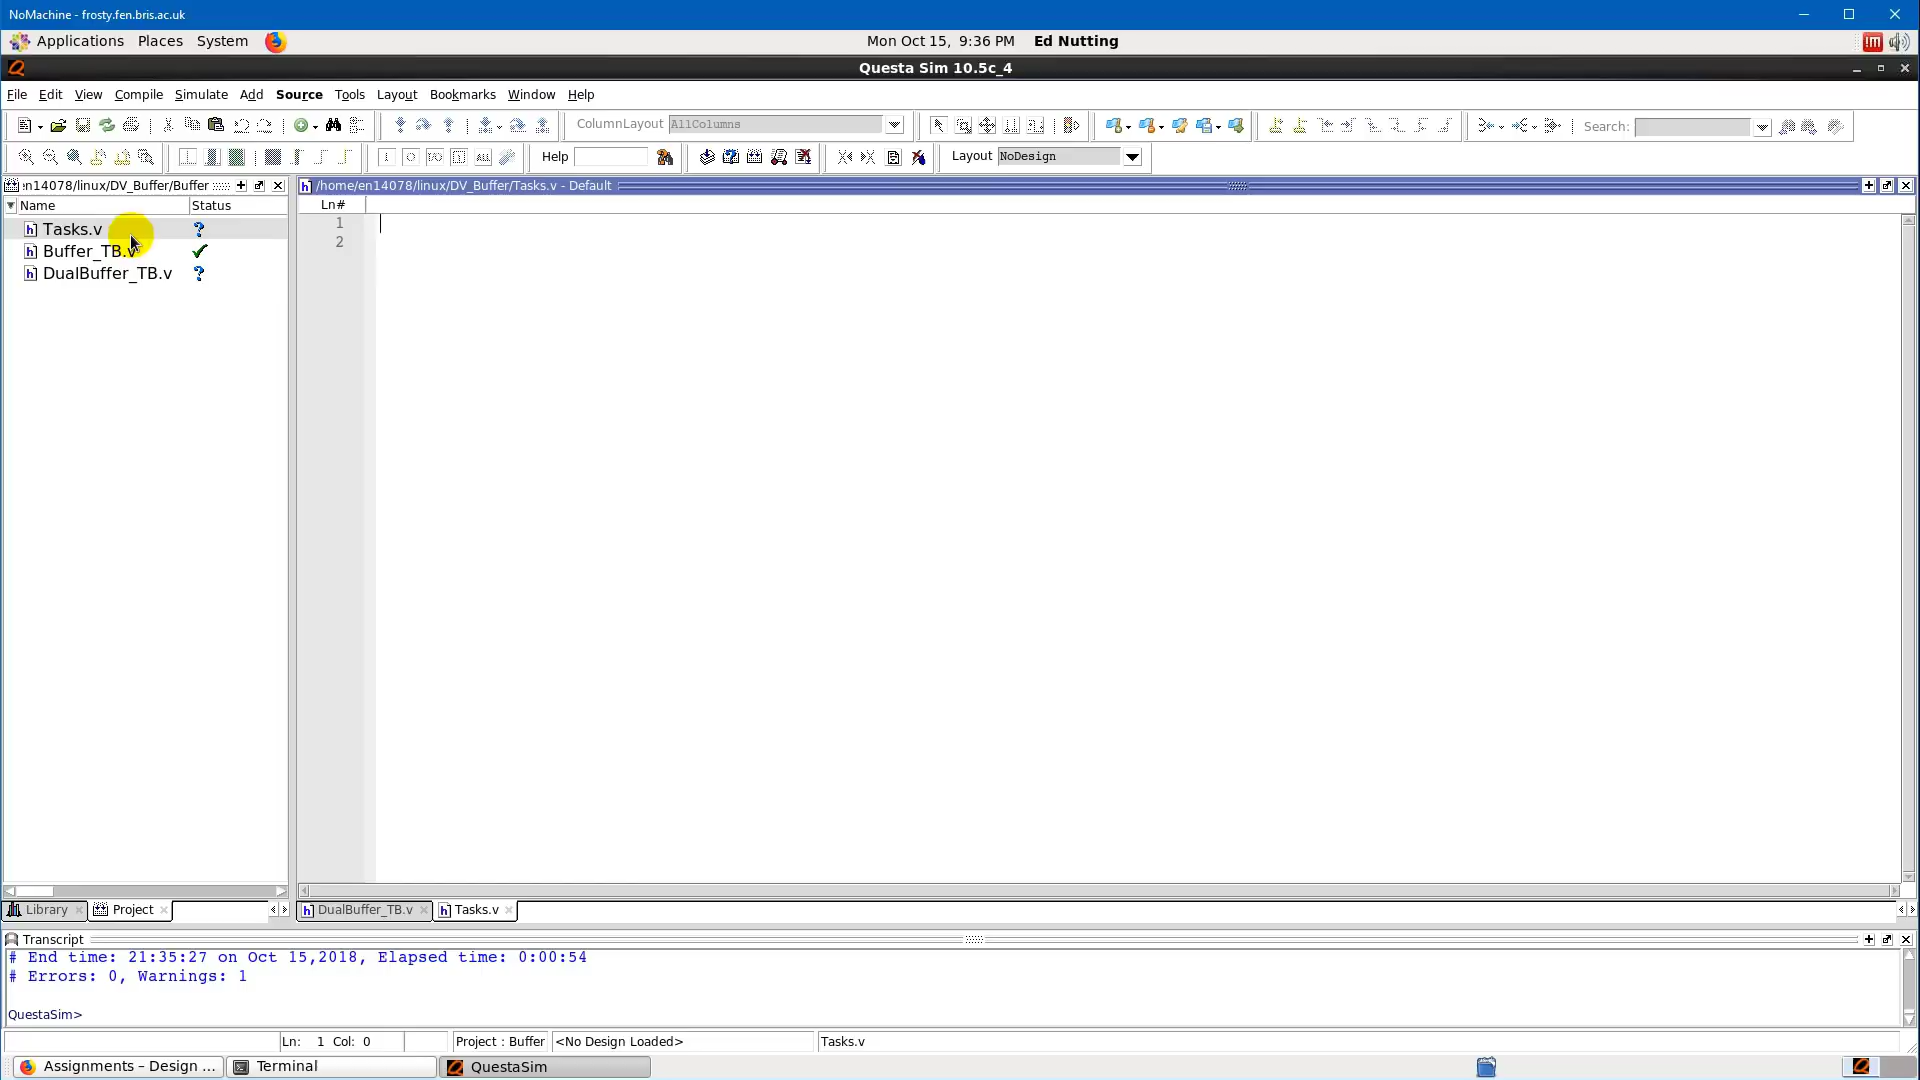 NoMachine - frosty.fen.bris.ac.uk
Applications Places System Mon Oct 15, 9:36 PM Ed Nutting
Questa Sim 10.5c_4
File Edit View Compile Simulate Add Source Tools Layout Bookmarks Window Help
ColumnLayout AllColumns Search:
Help Layout NoDesign
n14078/linux/DV_Buffer/Buffer /home/en14078/linux/DV_Buffer/Tasks.v - Default
Name Status Ln#
Tasks.v ? 1
Buffer_TB.v 2
DualBuffer_TB.v ?
Library Project DualBuffer_TB.v Tasks.v
Transcript
# End time: 21:35:27 on Oct 15,2018, Elapsed time: 0:00:54
# Errors: 0, Warnings: 1
QuestaSim>
Ln: 1 Col: 0 Project : Buffer <No Design Loaded> Tasks.v
Assignments – Design ... Terminal QuestaSim